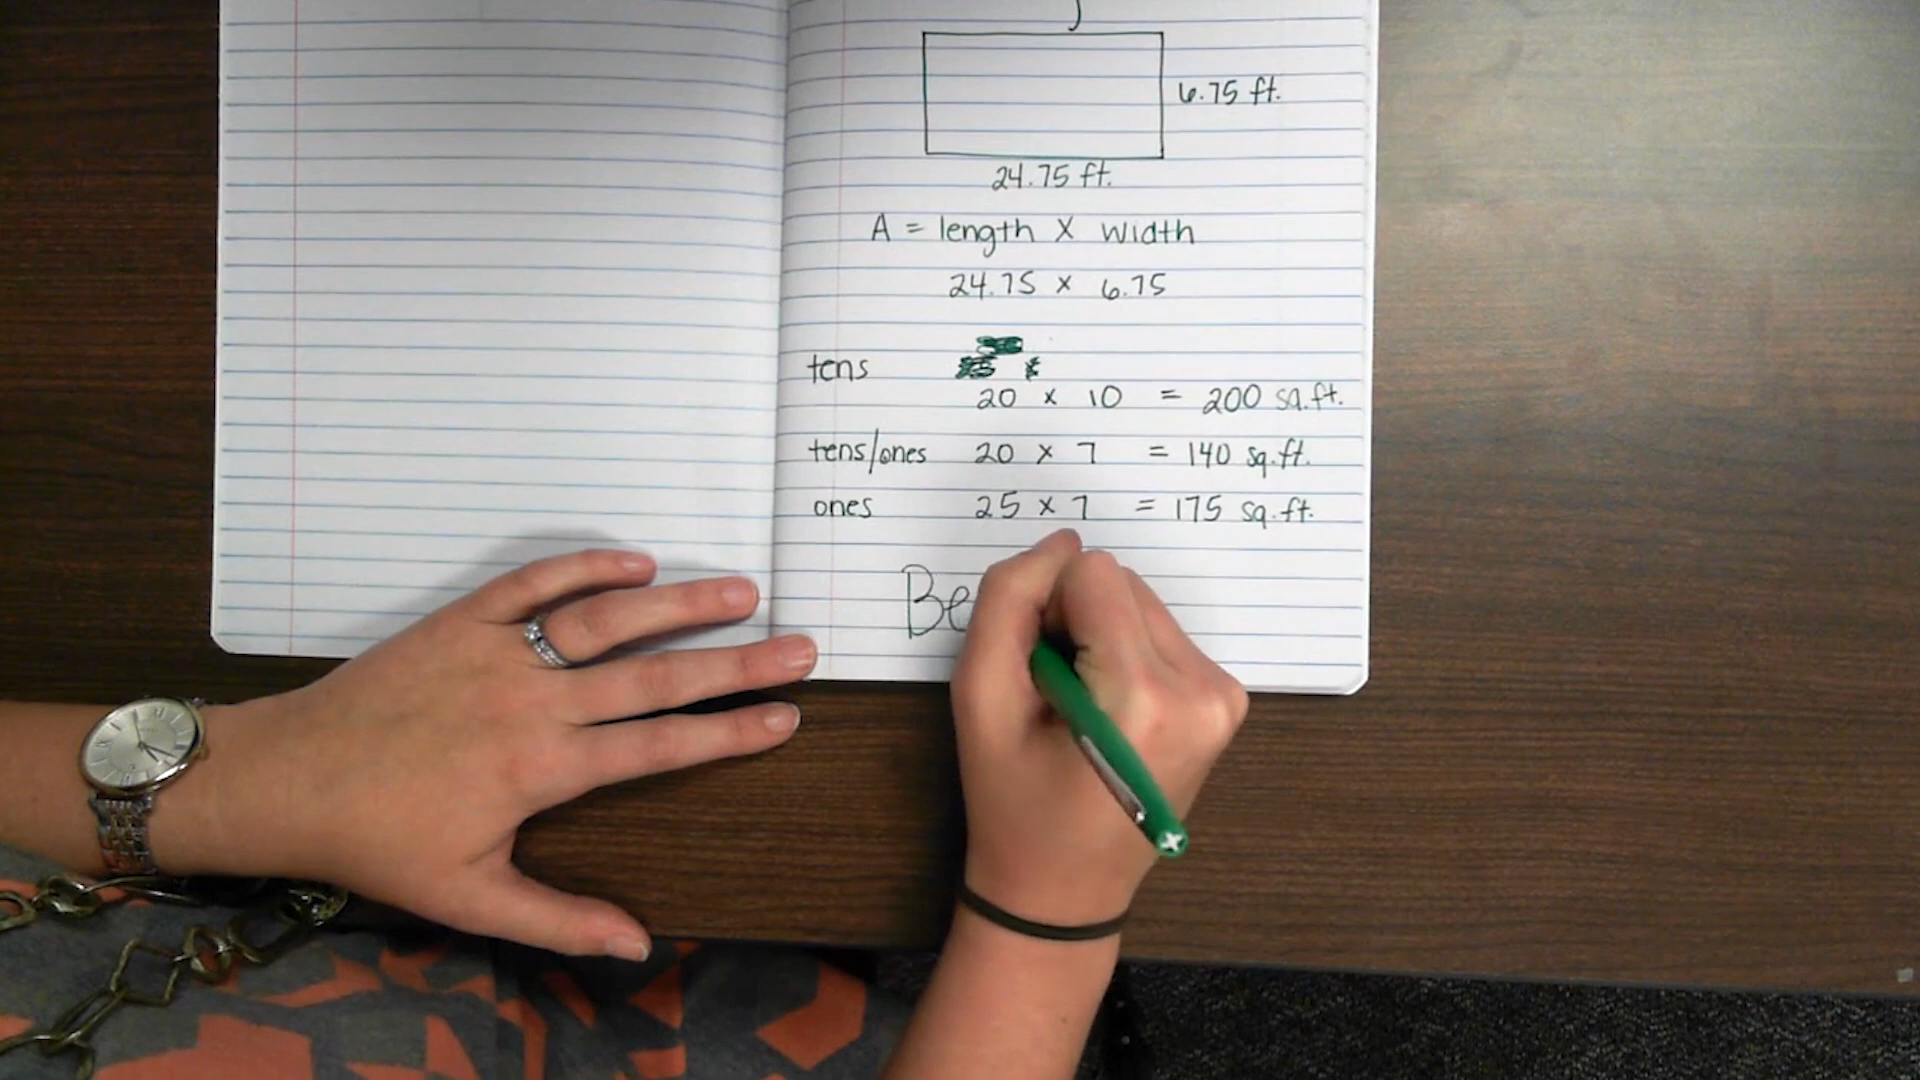 6.75 ft.
24.75 ft.
A = length X width
24.75 x 6.75
tens
20 x 10 = 200 sq.ft.
tens/ones 20 x 7 = 140 sq.ft.
ones 25 x 7 = 175 sq.ft.
Be